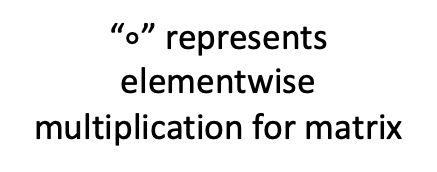 “∘” represents
elementwise
multiplication for matrix